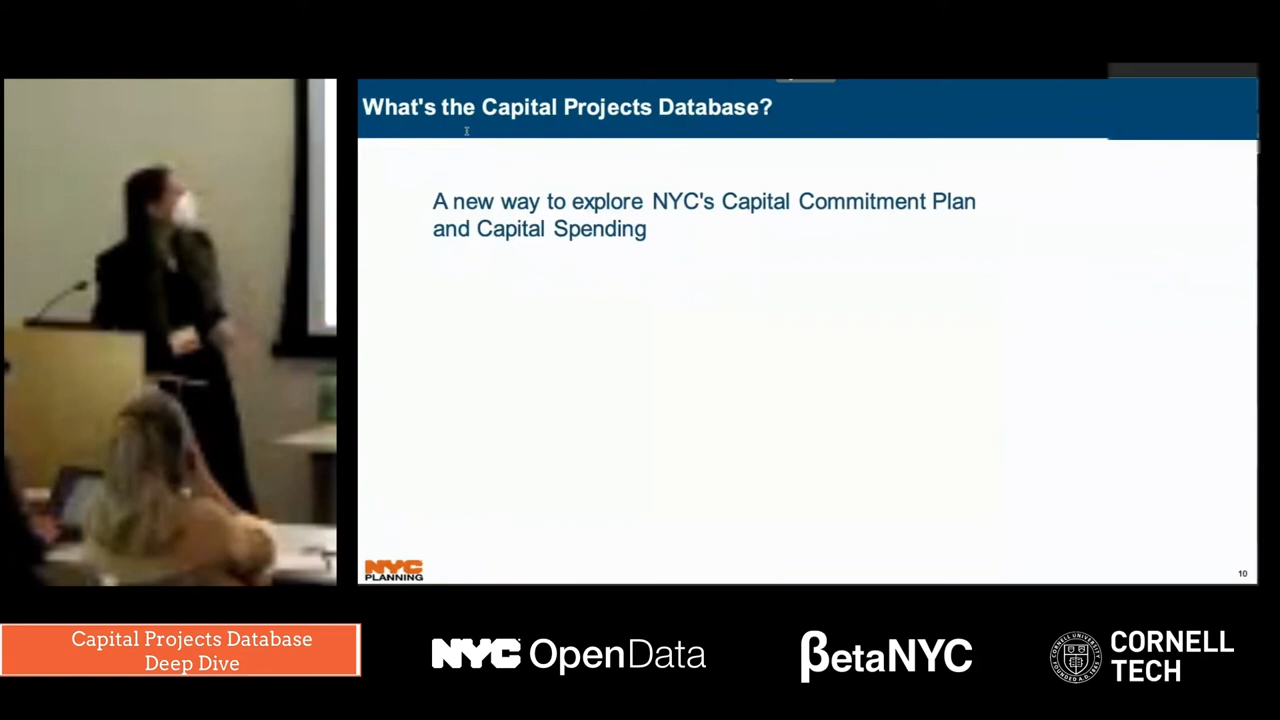 What's the Capital Projects Database?
A new way to explore NYC's Capital Commitment Plan
and Capital Spending
NYC
PLANNING
10
Capital Projects Database
Deep Dive
NYC OpenData
βetaNYC
CORNELL
TECH